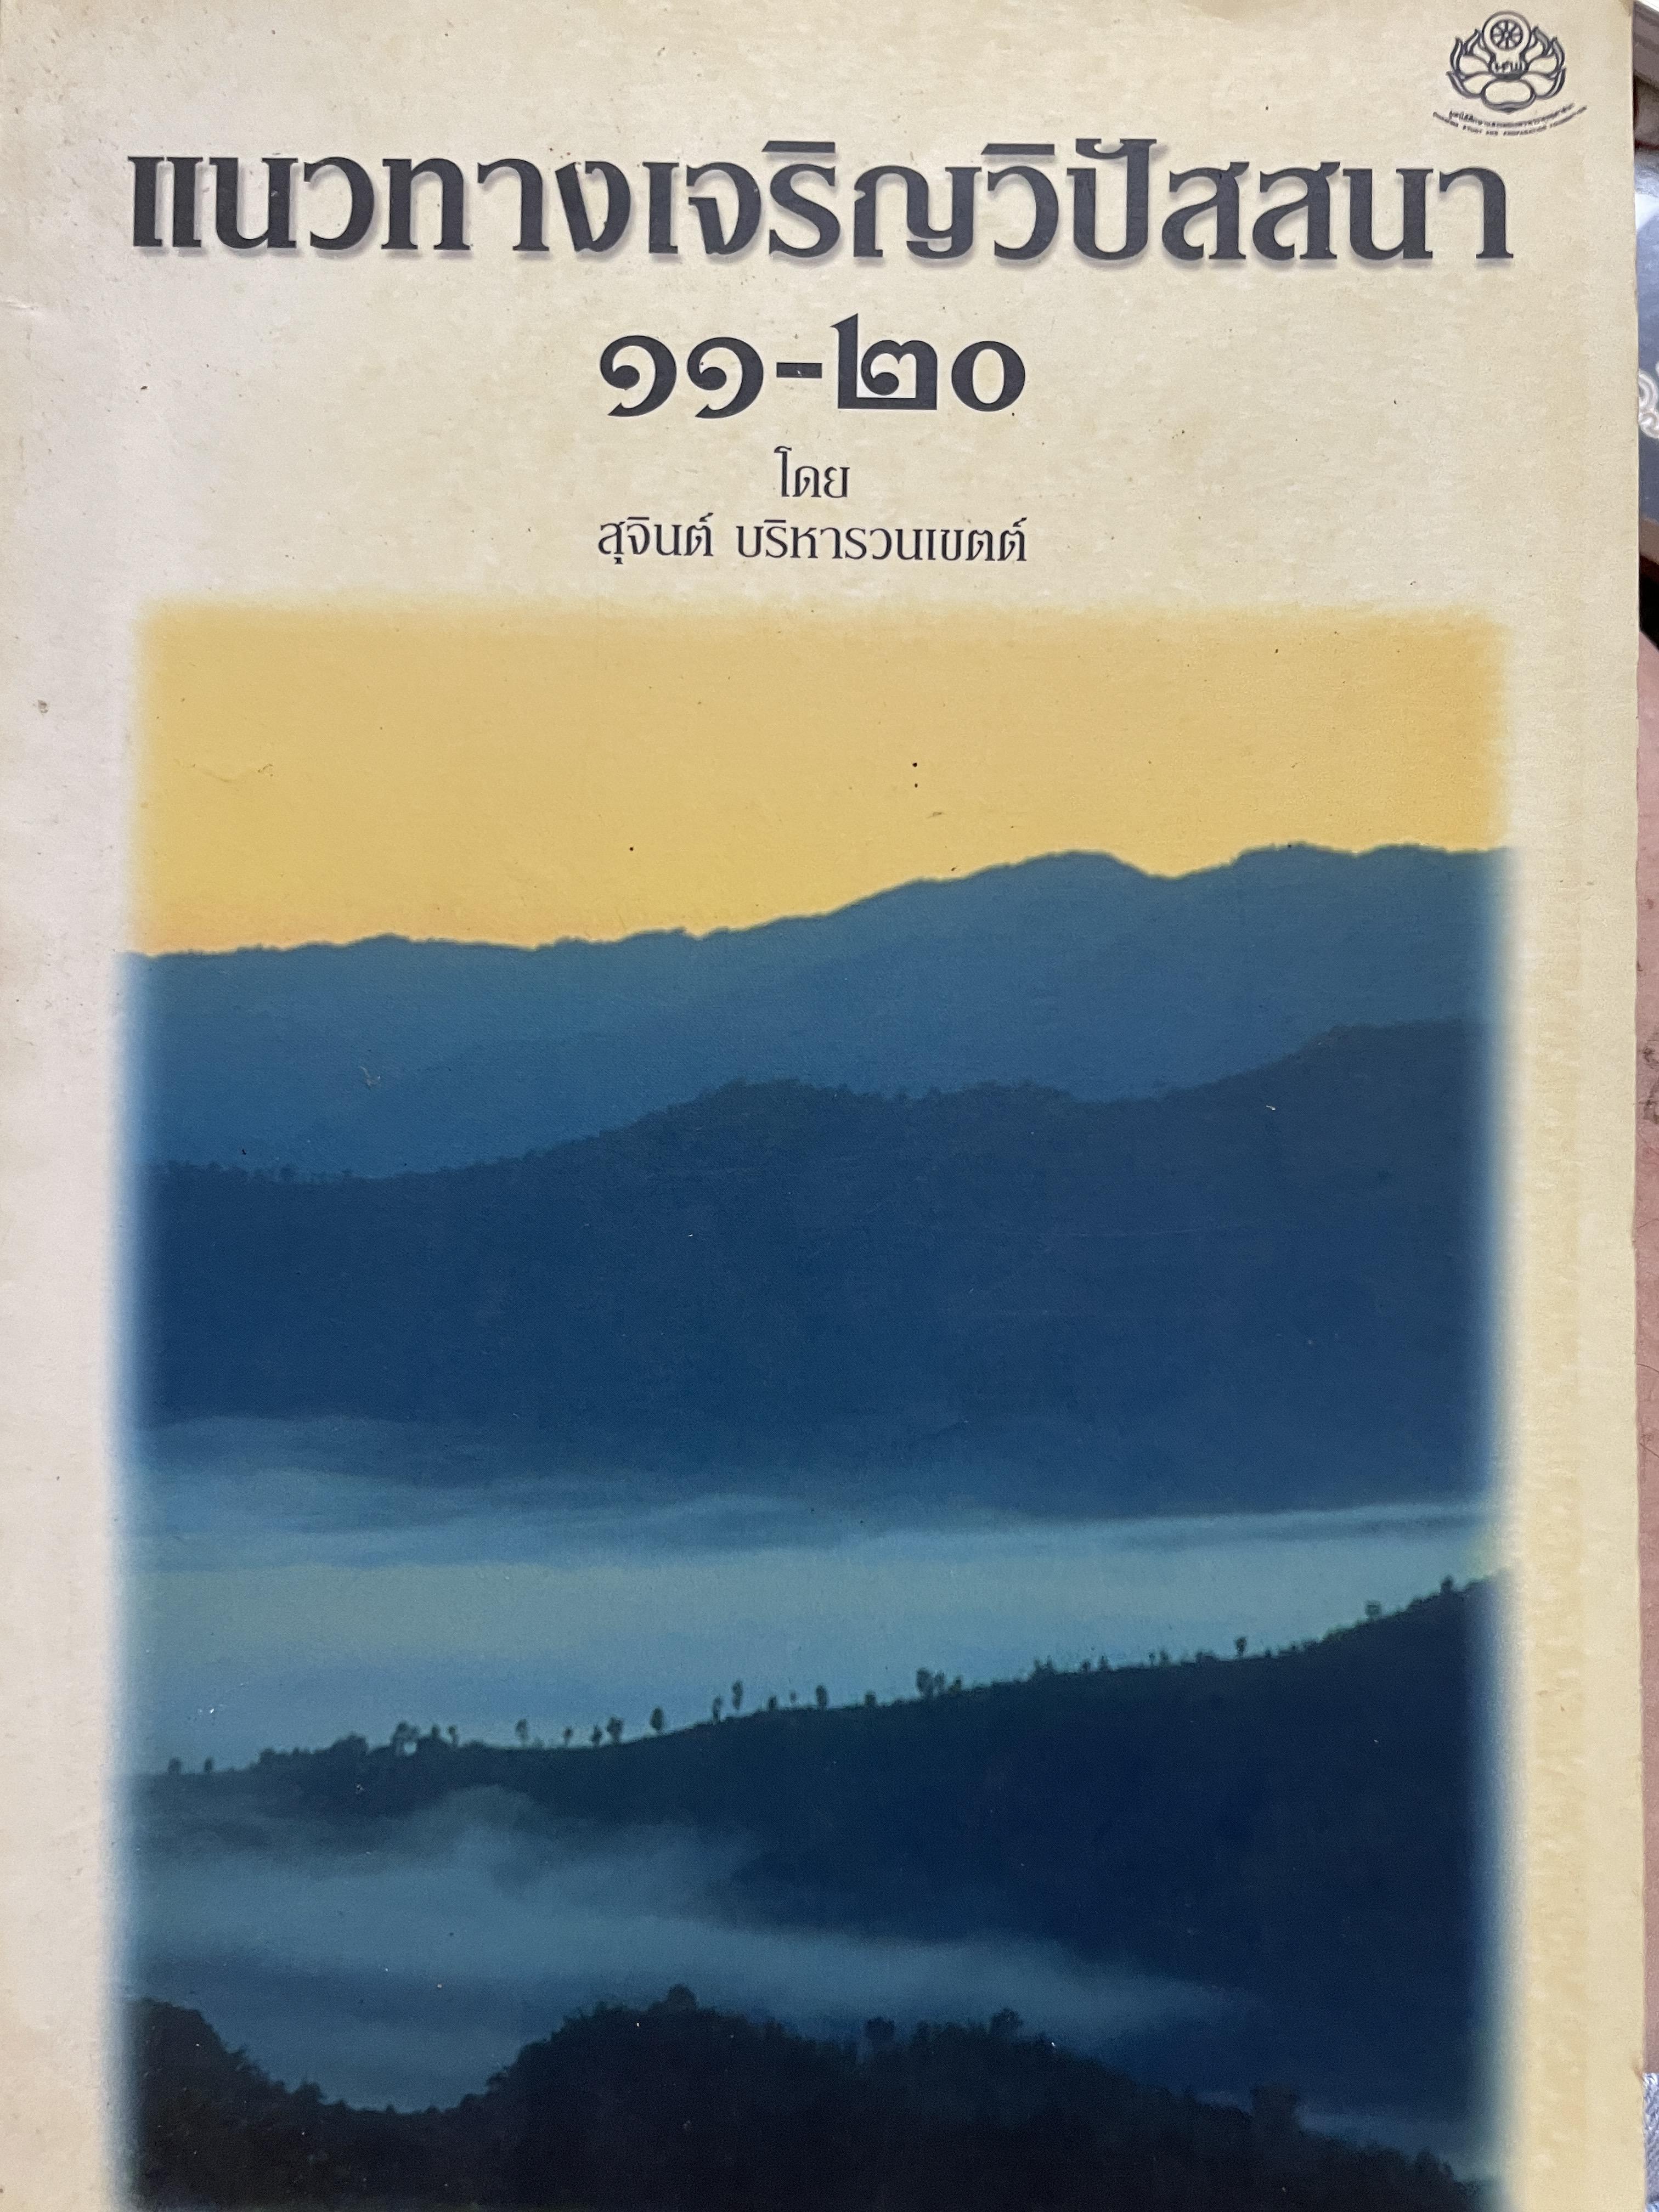 แนวทางเจริญวิปัสสนา
๑๑-๒๐
โดย
สุจินต์ บริหารวนเขตต์